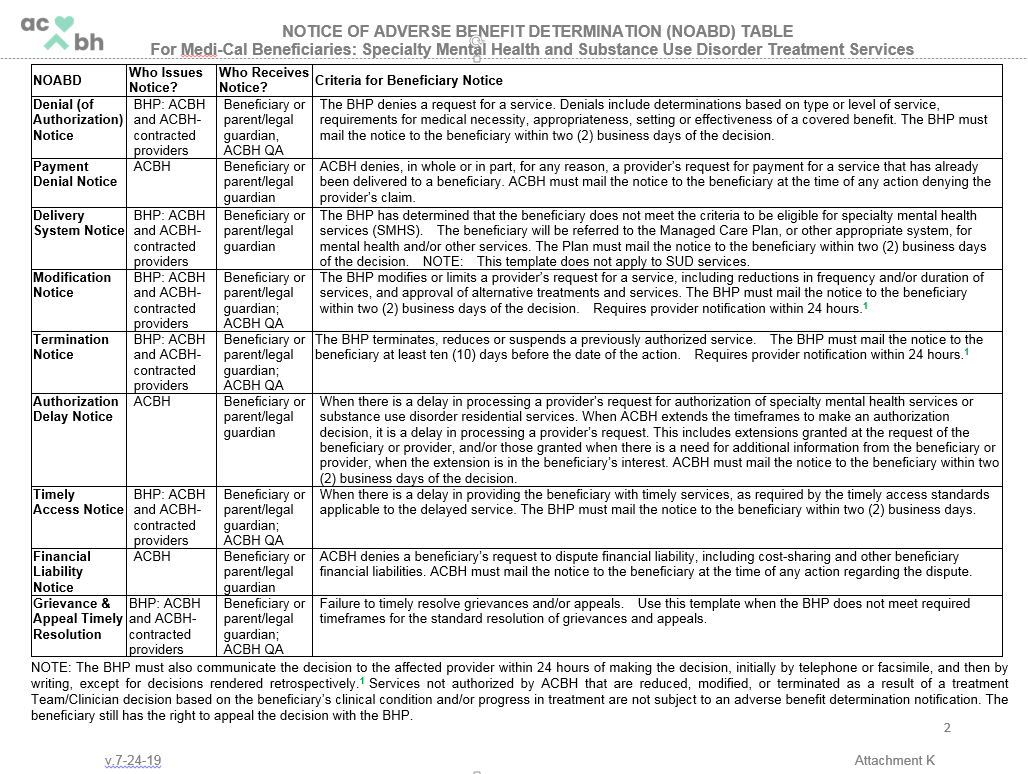 ac bh
NOTICE OF ADVERSE BENEFIT DETERMINATION (NOABD) TABLE
For Medi-Cal Beneficiaries: Specialty Mental Health and Substance Use Disorder Treatment Services
NOABD
Who Issues
Notice?
Who Receives
Notice?
Criteria for Beneficiary Notice
Denial (of
Authorization)
Notice
BHP: ACBH
and ACBH-
contracted
providers
Beneficiary or
parent/legal
guardian,
ACBH QA
The BHP denies a request for a service. Denials include determinations based on type or level of service,
requirements for medical necessity, appropriateness, setting or effectiveness of a covered benefit. The BHP must
mail the notice to the beneficiary within two (2) business days of the decision.
Payment
Denial Notice
ACBH
Beneficiary or
parent/legal
guardian
ACBH denies, in whole or in part, for any reason, a provider's request for payment for a service that has already
been delivered to a beneficiary. ACBH must mail the notice to the beneficiary at the time of any action denying the
provider's claim.
Delivery
System Notice
BHP: ACBH
and ACBH-
contracted
providers
Beneficiary or
parent/legal
guardian
The BHP has determined that the beneficiary does not meet the criteria to be eligible for specialty mental health
services (SMHS). The beneficiary will be referred to the Managed Care Plan, or other appropriate system, for
mental health and/or other services. The Plan must mail the notice to the beneficiary within two (2) business days
of the decision. NOTE: This template does not apply to SUD services.
Modification
Notice
BHP: ACBH
and ACBH-
contracted
providers
Beneficiary or
parent/legal
guardian;
ACBH QA
The BHP modifies or limits a provider's request for a service, including reductions in frequency and/or duration of
services, and approval of alternative treatments and services. The BHP must mail the notice to the beneficiary
within two (2) business days of the decision. Requires provider notification within 24 hours.1
Termination
Notice
BHP: ACBH
and ACBH-
contracted
providers
Beneficiary or
parent/legal
guardian;
ACBH QA
The BHP terminates, reduces or suspends a previously authorized service. The BHP must mail the notice to the
beneficiary at least ten (10) days before the date of the action. Requires provider notification within 24 hours.1
Authorization
Delay Notice
ACBH
Beneficiary or
parent/legal
guardian
When there is a delay in processing a provider's request for authorization of specialty mental health services or
substance use disorder residential services. When ACBH extends the timeframes to make an authorization
decision, it is a delay in processing a provider's request. This includes extensions granted at the request of the
beneficiary or provider, and/or those granted when there is a need for additional information from the beneficiary or
provider, when the extension is in the beneficiary's interest. ACBH must mail the notice to the beneficiary within two
(2) business days of the decision.
Timely
Access Notice
BHP: ACBH
and ACBH-
contracted
providers
Beneficiary or
parent/legal
guardian;
ACBH QA
When there is a delay in providing the beneficiary with timely services, as required by the timely access standards
applicable to the delayed service. The BHP must mail the notice to the beneficiary within two (2) business days.
Financial
Liability
Notice
ACBH
Beneficiary or
parent/legal
guardian
ACBH denies a beneficiary's request to dispute financial liability, including cost-sharing and other beneficiary
financial liabilities. ACBH must mail the notice to the beneficiary at the time of any action regarding the dispute.
Grievance &
Appeal Timely
Resolution
BHP: ACBH
and ACBH-
contracted
providers
Beneficiary or
parent/legal
guardian;
ACBH QA
Failure to timely resolve grievances and/or appeals. Use this template when the BHP does not meet required
timeframes for the standard resolution of grievances and appeals.
NOTE: The BHP must also communicate the decision to the affected provider within 24 hours of making the decision, initially by telephone or facsimile, and then by
writing, except for decisions rendered retrospectively.1 Services not authorized by ACBH that are reduced, modified, or terminated as a result of a treatment
Team/Clinician decision based on the beneficiary's clinical condition and/or progress in treatment are not subject to an adverse benefit determination notification. The
beneficiary still has the right to appeal the decision with the BHP.
2
v.7-24-19
Attachment K